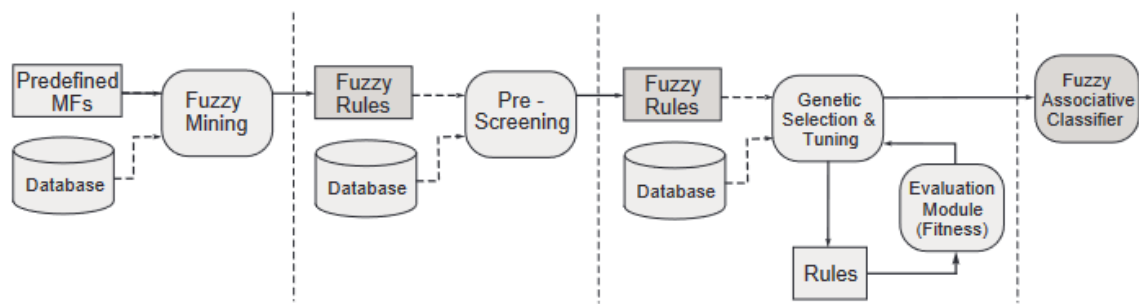 Predefined
MFs
Fuzzy
Mining
Database
Fuzzy
Rules
Pre -
Screening
Database
Fuzzy
Rules
Genetic
Selection &
Tuning
Database
Rules
Evaluation
Module
(Fitness)
Fuzzy
Associative
Classifier